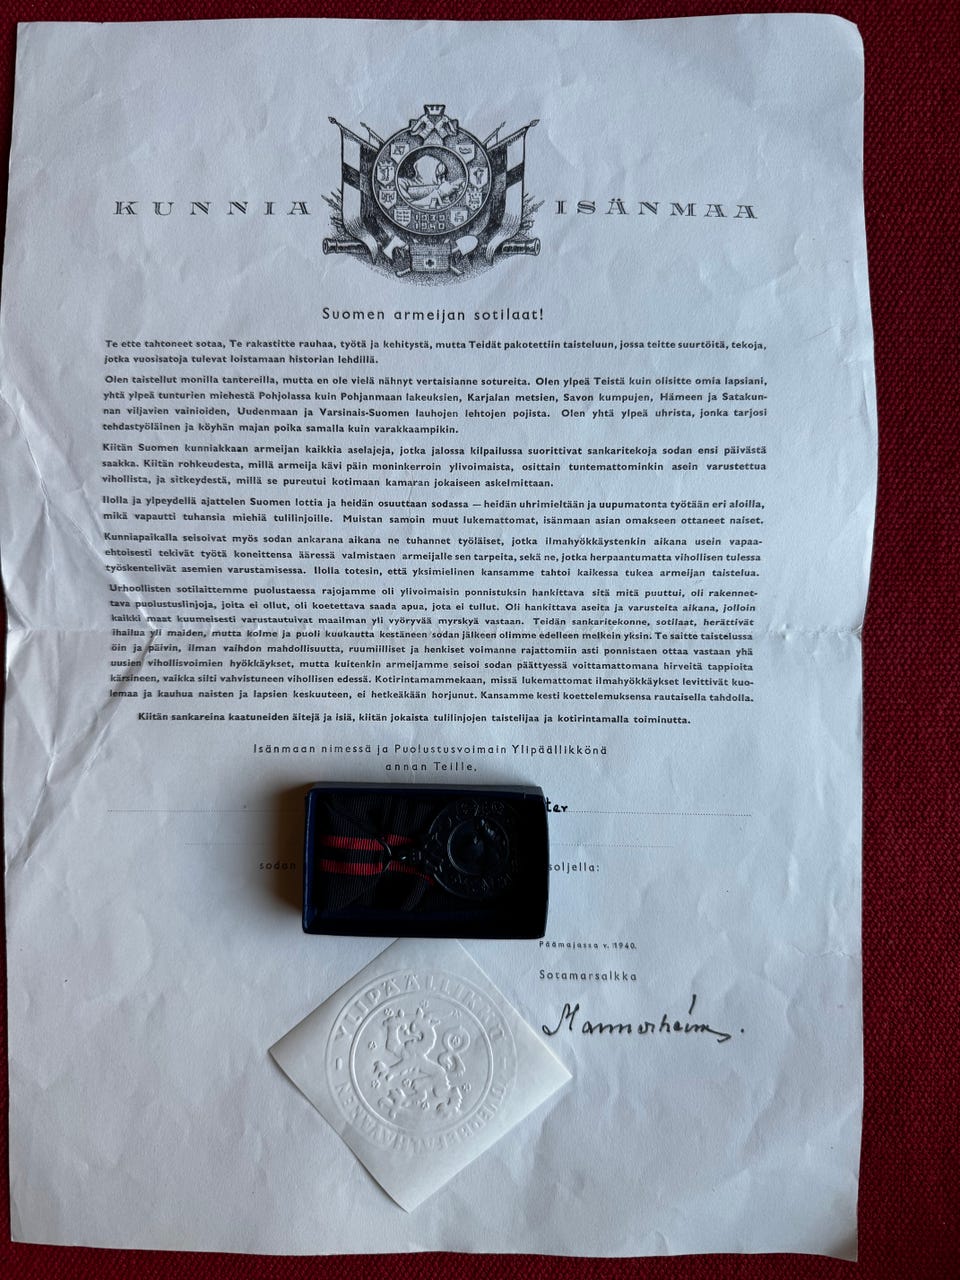 KUNNIA ISÄNMAA
1939
1940
Suomen armeijan sotilaat!
Te ette tahtoneet sotaa, Te rakastitte rauhaa, työtä ja kehitystä, mutta Teidät pakotettiin taisteluun, jossa teitte suurtöitä, tekoja,
jotka vuosisatoja tulevat loistamaan historian lehdillä.
Olen taistellut monilla tantereilla, mutta en ole vielä nähnyt vertaisianne sotureita. Olen ylpeä Teistä kuin olisitte omia lapsiani,
yhtä ylpeä tunturien miehestä Pohjolassa kuin Pohjanmaan lakeuksien, Karjalan metsien, Savon kumpujen, Hämeen ja Satakun-
nan viljavien vainioiden, Uudenmaan ja Varsinais-Suomen lauhojen lehtojen pojista. Olen yhtä ylpeä uhrista, jonka tarjosi
tehdastyöläinen ja köyhän majan poika samalla kuin varakkaampikin.
Kiitän Suomen kunniakkaan armeijan kaikkia aselajeja, jotka jalossa kilpailussa suorittivat sankaritekoja sodan ensi päivästä
saakka. Kiitän rohkeudesta, millä armeija kävi päin moninkerroin ylivoimaista, osittain tuntemattominkin asein varustettua
vihollista, ja sitkeydestä, millä se pureutui kotimaan kamaran jokaiseen askelmittaan.
Ilolla ja ylpeydellä ajattelen Suomen lottia ja heidän osuuttaan sodassa — heidän uhrimieltään ja uupumatonta työtään eri aloilla,
mikä vapautti tuhansia miehiä tulilinjoille. Muistan samoin muut lukemattomat, isänmaan asian omakseen ottaneet naiset.
Kunniapaikalla seisoivat myös sodan ankarana aikana ne tuhannet työläiset, jotka ilmahyökkäystenkin aikana usein vapaa-
ehtoisesti tekivät työtä koneittensa ääressä valmistaen armeijalle sen tarpeita, sekä ne, jotka herpaantumatta vihollisen tulessa
työskentelivät asemien varustamisessa. Ilolla totesin, että yksimielinen kansamme tahtoi kaikessa tukea armeijan taistelua.
Urhoollisten sotilaittemme puolustaessa rajojamme oli ylivoimaisin ponnistuksin hankittava sitä mitä puuttui, oli rakennet-
tava puolustuslinjoja, joita ei ollut, oli koetettava saada apua, jota ei tullut. Oli hankittava aseita ja varusteita aikana, jolloin
kaikki maat kuumeisesti varustautuivat maailman yli vyöryvää myrskyä vastaan. Teidän sankaritekonne, sotilaat, herättivät
ihailua yli maiden, mutta kolme ja puoli kuukautta kestäneen sodan jälkeen olimme edelleen melkein yksin. Te saitte taistelussa
öin ja päivin, ilman vaihdon mahdollisuutta, ruumiilliset ja henkiset voimanne rajattomiin asti ponnistaen ottaa vastaan yhä
uusien vihollisvoimien hyökkäykset, mutta kuitenkin armeijamme seisoi sodan päättyessä voittamattomana hirveitä tappioita
kärsineen, vaikka silti vahvistuneen vihollisen edessä. Kotirintamammekaan, missä lukemattomat ilmahyökkäykset levittivät kuo-
lemaa ja kauhua naisten ja lapsien keskuuteen, ei hetkeäkään horjunut. Kansamme kesti koettelemuksensa rautaisella tahdolla.
Kiitän sankareina kaatuneiden äitejä ja isiä, kiitän jokaista tulilinjojen taistelijaa ja kotirintamalla toiminutta.
Isänmaan nimessä ja Puolustusvoimain Ylipäällikkönä
annan Teille,
ter
sodan soljella:
Päämajassa v. 1940.
Sotamarsalkka
Mannerheim.
YLIPÄÄLLIKKÖ
ÖVERBEFÄLHAVAREN